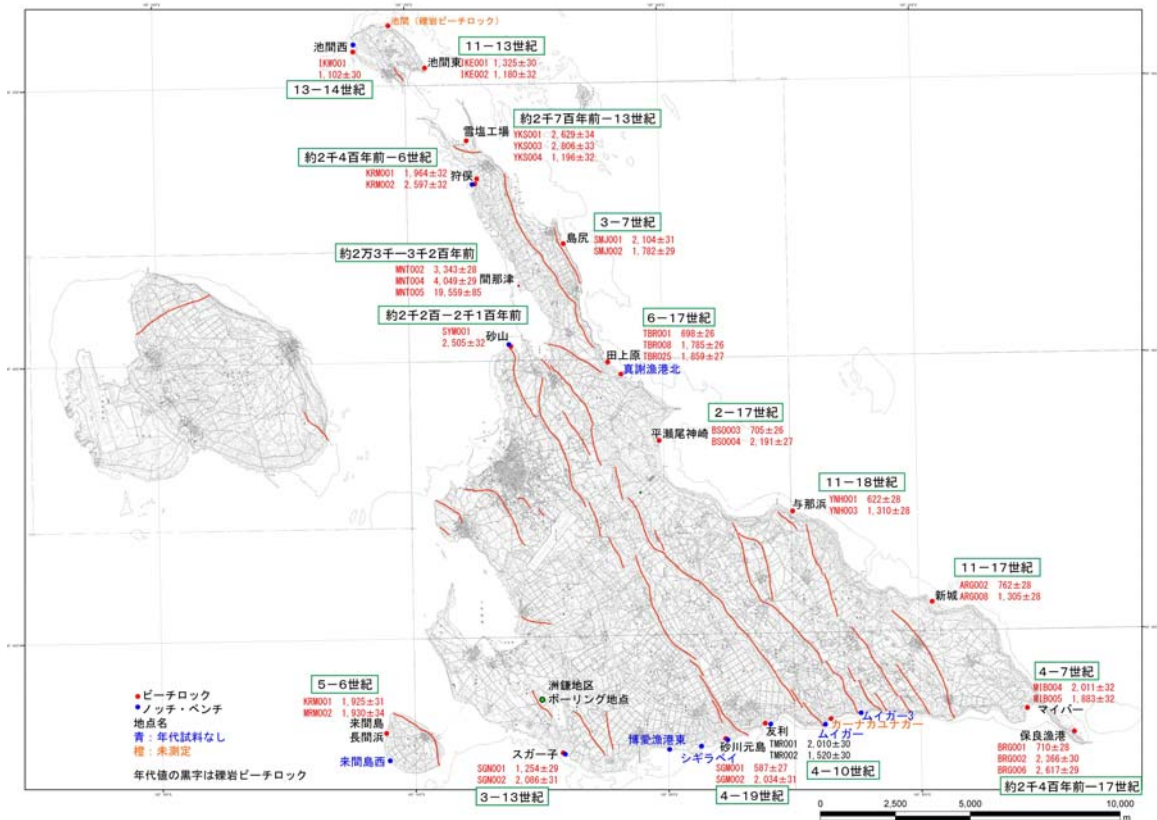 池間（礫岩ビーチロック）
池間西
IKW001
1,102±30
13－14世紀
11－13世紀
池間東
IKE001 1,325±30
IKE002 1,180±32
約2千7百年前－13世紀
雪塩工場
YKS001 2,629±34
YKS003 2,806±33
YKS004 1,196±32
約2千4百年前－6世紀
KRM001 1,964±32
KRM002 2,597±32
狩俣
3－7世紀
島尻
SMJ001 2,104±31
SMJ002 1,782±29
約2万3千－3千2百年前
MNT002 3,343±28
MNT004 4,049±29
MNT005 19,559±85
間那津
約2千2百－2千1百年前
SYM001
2,505±32
砂山
6－17世紀
TBR001 698±26
TBR008 1,785±26
TBR025 1,859±27
田上原
真謝漁港北
2－17世紀
平瀬尾神崎
BSO003 705±26
BSO004 2,191±27
11－18世紀
与那浜
YNH001 622±28
YNH003 1,310±28
11－17世紀
新城
ARG002 762±28
ARG008 1,305±28
4－7世紀
MIB004 2,011±32
MIB005 1,883±32
マイバー
保良漁港
BRG001 710±28
BRG002 2,366±30
BRG006 2,617±29
約2千4百年前－17世紀
ムイガー3
カーナカユナガー
ムイガー
友利
TMR001 2,010±30
TMR002 1,520±30
4－10世紀
砂川元島
SGM001 587±27
SGM002 2,034±31
4－19世紀
博愛漁港東
シギラベイ
洲鎌地区
ボーリング地点
スガー子
SGN001 1,254±29
SGN002 2,086±31
3－13世紀
5－6世紀
KRM001 1,925±31
MRM002 1,930±34
来間島
長間浜
来間島西
ビーチロック
ノッチ・ベンチ
地点名
青：年代試料なし
橙：未測定
年代値の黒字は礫岩ビーチロック
0 2,500 5,000 10,000
m